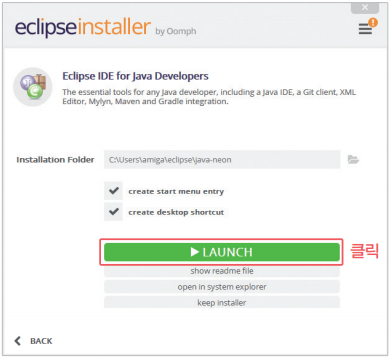 eclipseinstaller by Oomph
Eclipse IDE for Java Developers
The essential tools for any Java developer, including a Java IDE, a Git client, XML
Editor, Mylyn, Maven and Gradle integration.
Installation Folder C:\Users\amiga\eclipse\java-neon
create start menu entry
create desktop shortcut
LAUNCH 클릭
show readme file
open in system explorer
keep installer
BACK